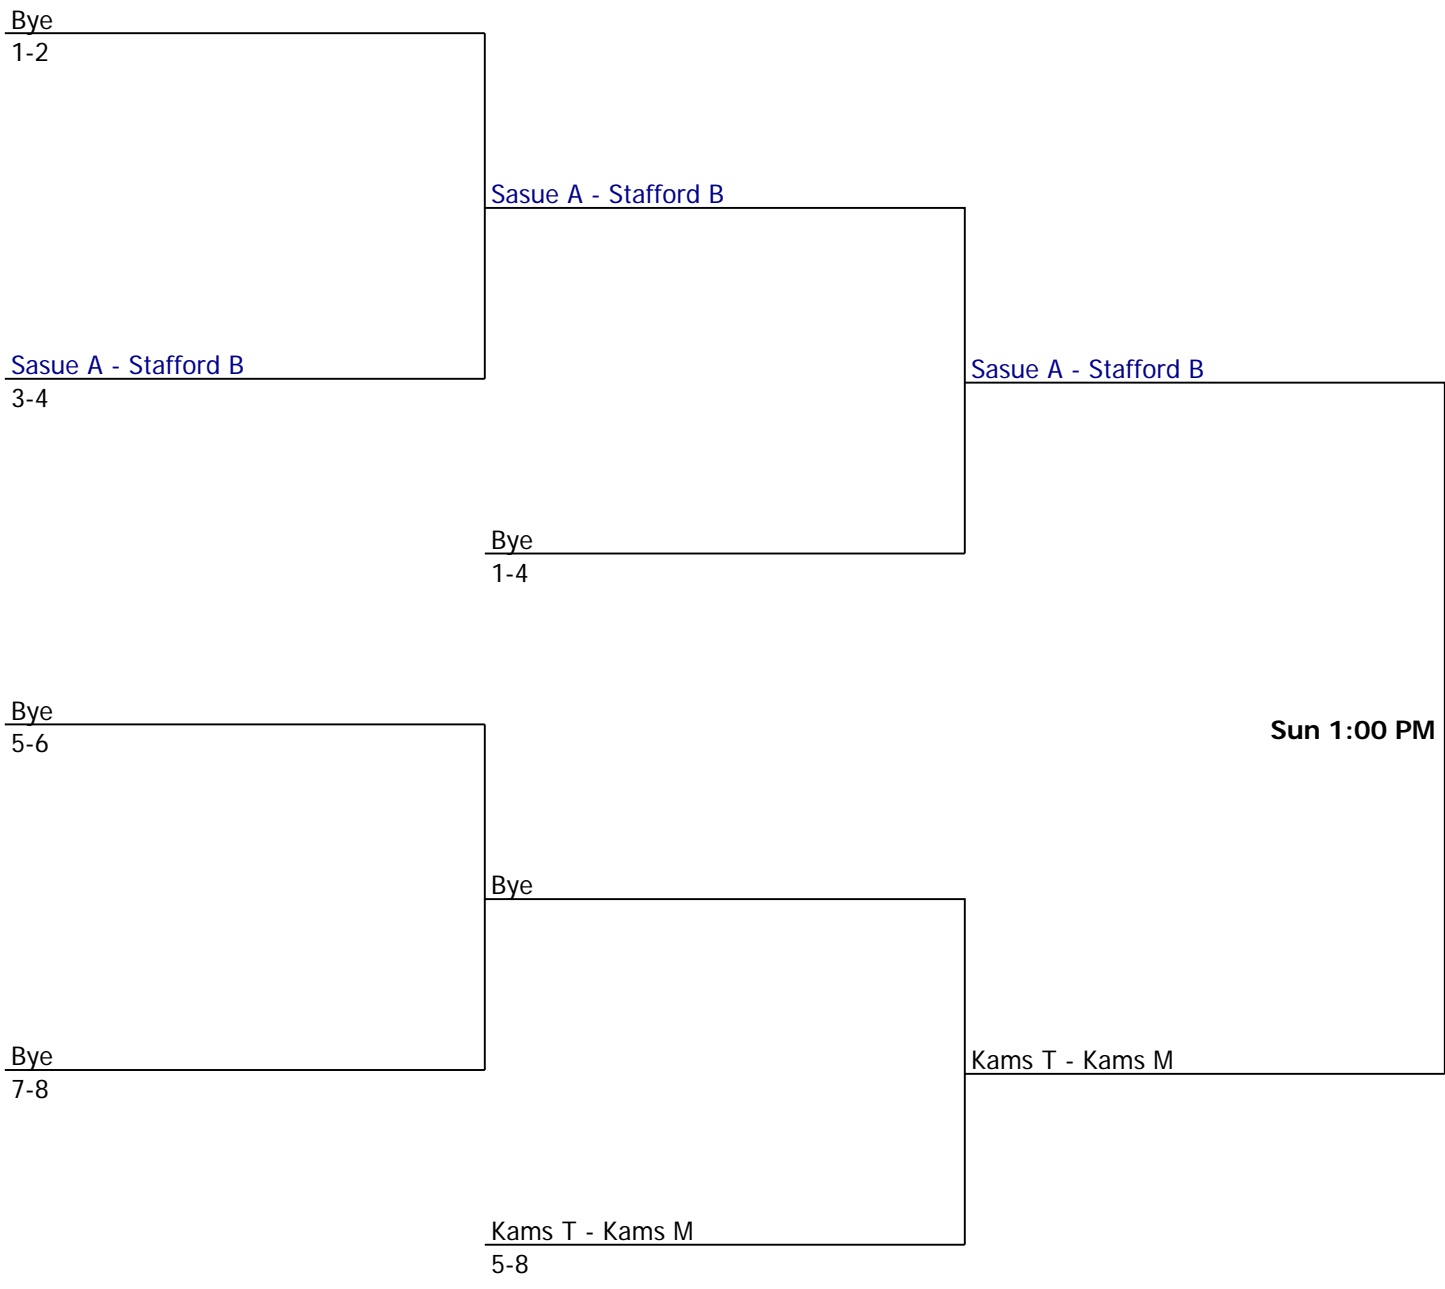 Bye
1-2
Sasue A - Stafford B
Sasue A - Stafford B
3-4
Sasue A - Stafford B
Bye
1-4
Bye
5-6
Sun 1:00 PM
Bye
Bye
7-8
Kams T - Kams M
Kams T - Kams M
5-8